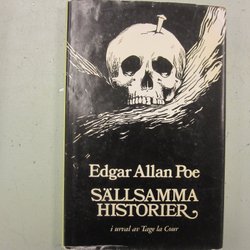 Edgar Allan Poe
SÄLLSAMMA
HISTORIER
i urval av Tage la Cour